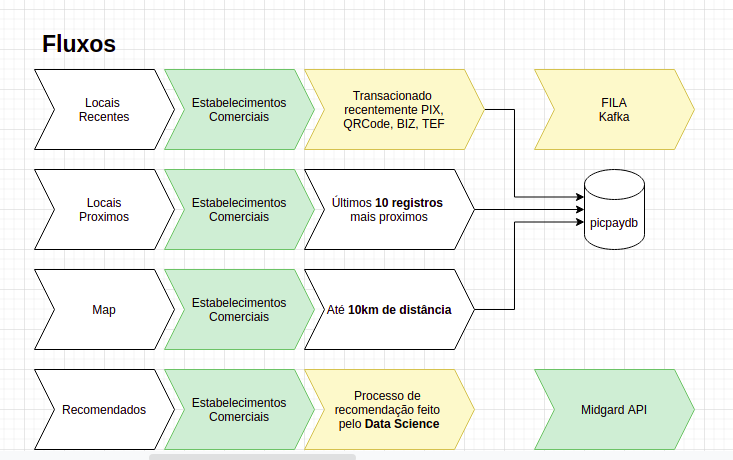 Fluxos
Locais
Recentes
Estabelecimentos
Comerciais
Transacionado
recentemente PIX,
QRCode, BIZ, TEF
FILA
Kafka
Locais
Proximos
Estabelecimentos
Comerciais
Últimos 10 registros
mais proximos
picpaydb
Map
Estabelecimentos
Comerciais
Até 10km de distância
Recomendados
Estabelecimentos
Comerciais
Processo de
recomendação feito
pelo Data Science
Midgard API